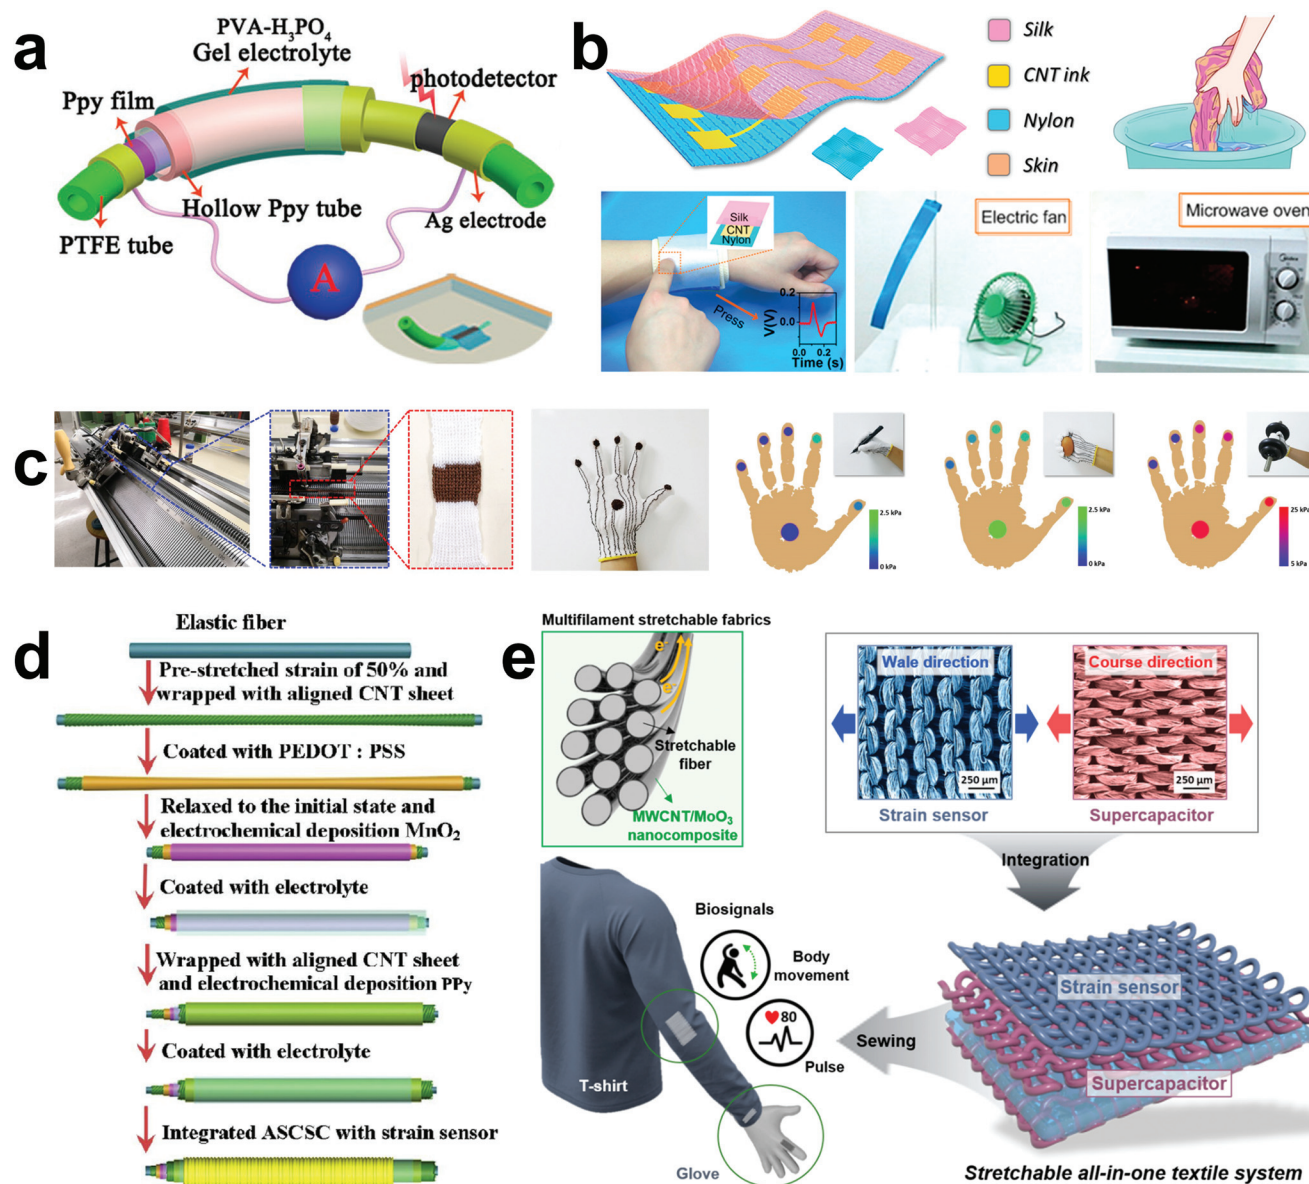 a
PVA-H3PO4
Gel electrolyte
photodetector
Ppy film
Hollow Ppy tube
Ag electrode
PTFE tube
A
b
Silk
CNT ink
Nylon
Skin
Silk
CNT
Nylon
Press
V(V)
0.2
0.0
0.0 0.2
Time (s)
Electric fan
Microwave oven
Midea
c
2.5 kPa
0 kPa
2.5 kPa
0 kPa
25 kPa
5 kPa
d
Elastic fiber
Pre-stretched strain of 50% and
wrapped with aligned CNT sheet
Coated with PEDOT : PSS
Relaxed to the initial state and
electrochemical deposition MnO2
Coated with electrolyte
Wrapped with aligned CNT sheet
and electrochemical deposition PPy
Coated with electrolyte
Integrated ASCSC with strain sensor
e
Multifilament stretchable fabrics
e-
e-
Stretchable
fiber
MWCNT/MoO3
nanocomposite
Wale direction
250 μm
Strain sensor
Course direction
250 μm
Supercapacitor
Integration
Biosignals
Body
movement
80
Pulse
T-shirt
Glove
Sewing
Strain sensor
Supercapacitor
Stretchable all-in-one textile system